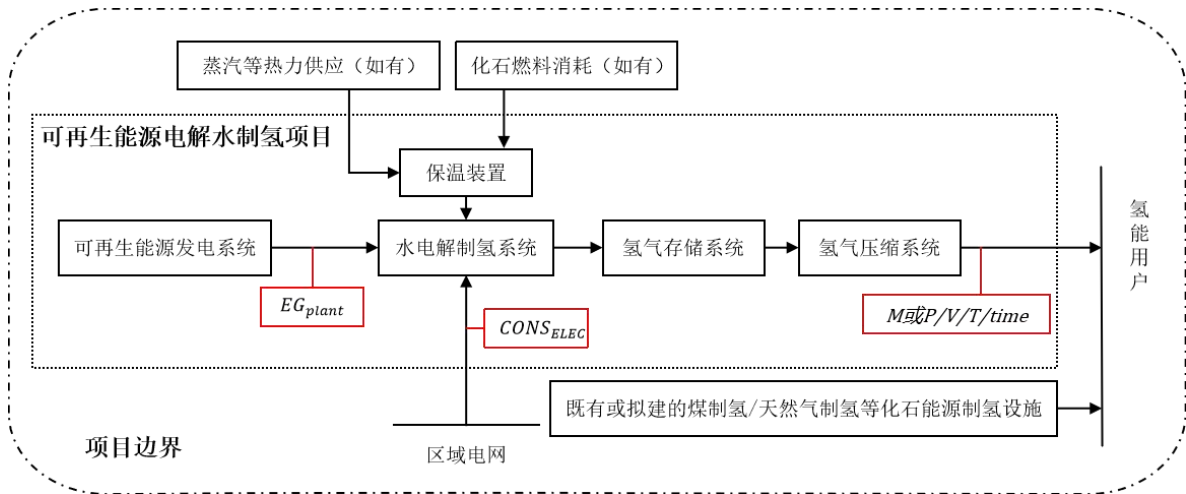 蒸汽等热力供应（如有）
化石燃料消耗（如有）
可再生能源电解水制氢项目
保温装置
可再生能源发电系统
水电解制氢系统
氢气存储系统
氢气压缩系统
氢能用户
EG_plant
CONS_ELEC
M或P/V/T/time
既有或拟建的煤制氢/天然气制氢等化石能源制氢设施
项目边界
区域电网